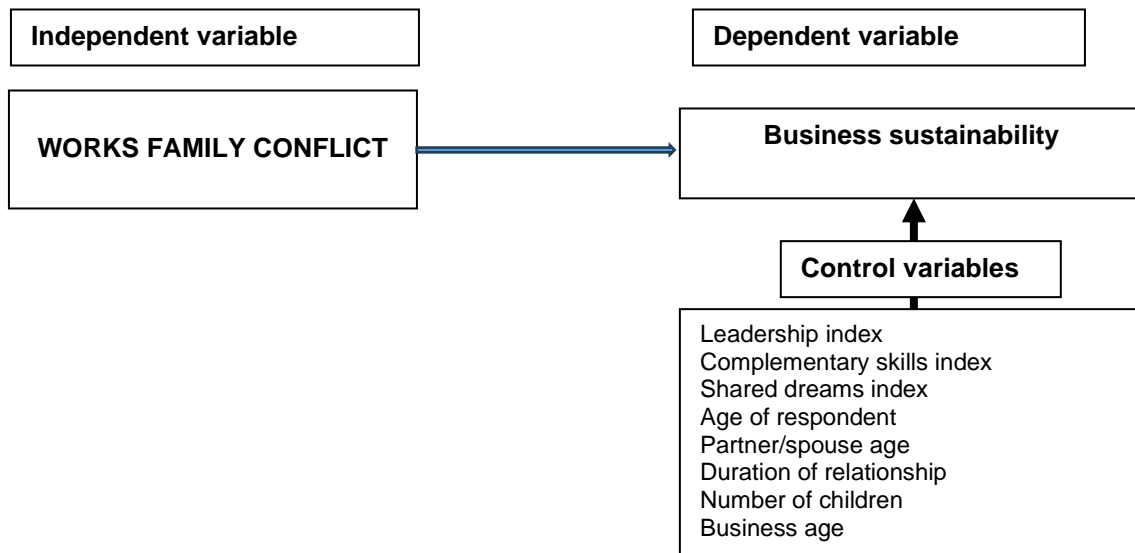 Independent variable
Dependent variable
WORKS FAMILY CONFLICT
Business sustainability
Control variables
Leadership index
Complementary skills index
Shared dreams index
Age of respondent
Partner/spouse age
Duration of relationship
Number of children
Business age